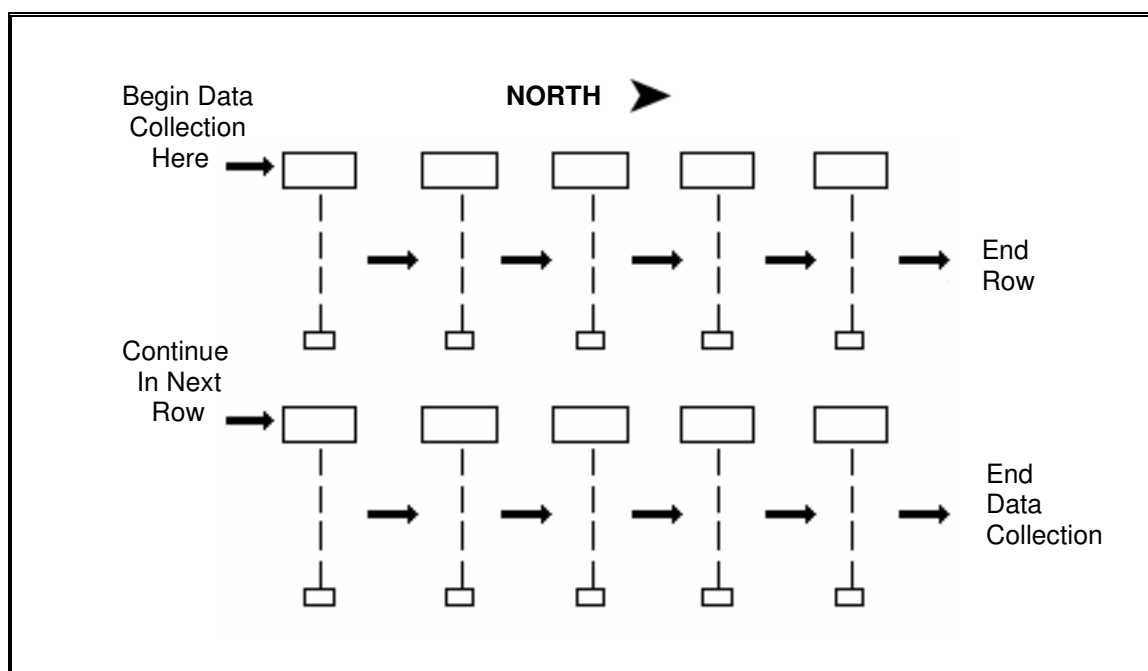 Begin Data
Collection
Here
NORTH
End
Row
Continue
In Next
Row
End
Data
Collection